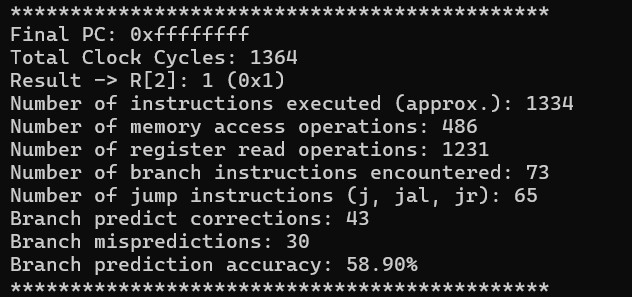 *********************************************
Final PC: 0xffffffff
Total Clock Cycles: 1364
Result -> R[2]: 1 (0x1)
Number of instructions executed (approx.): 1334
Number of memory access operations: 486
Number of register read operations: 1231
Number of branch instructions encountered: 73
Number of jump instructions (j, jal, jr): 65
Branch predict corrections: 43
Branch mispredictions: 30
Branch prediction accuracy: 58.90%
*********************************************